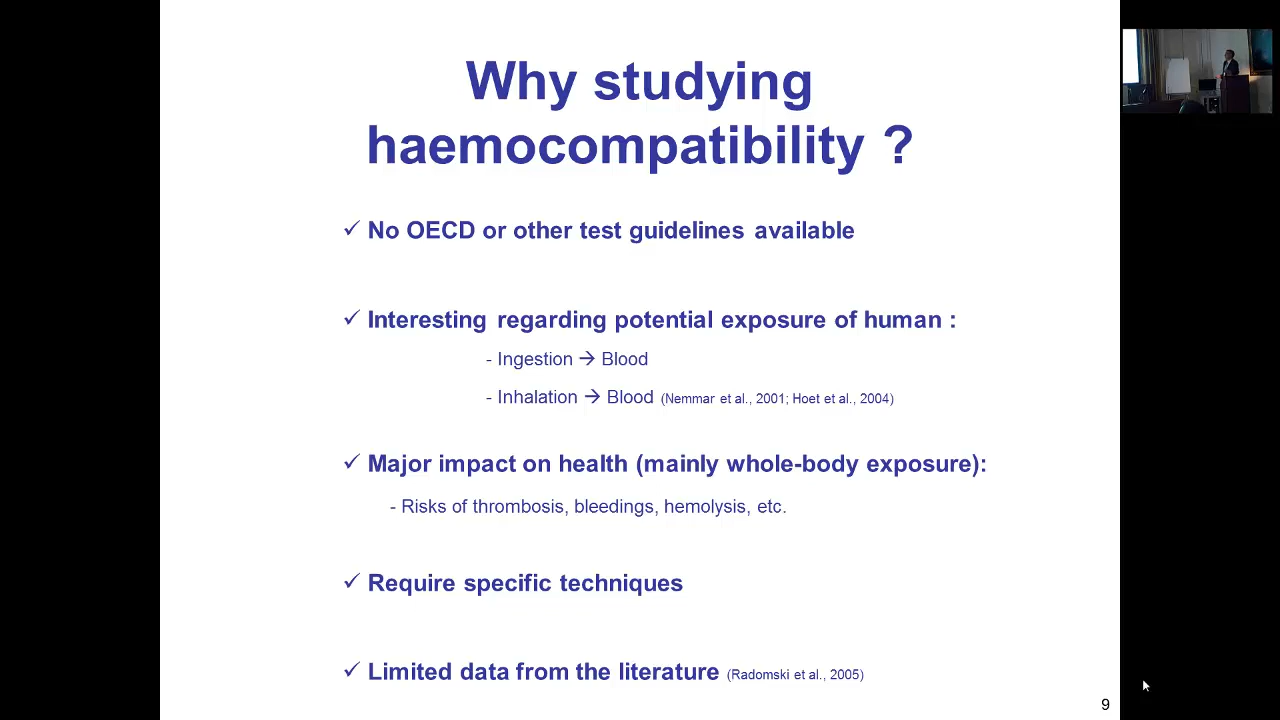 Why studying
haemocompatibility ?
✓ No OECD or other test guidelines available
✓ Interesting regarding potential exposure of human :
- Ingestion → Blood
- Inhalation → Blood (Nemmar et al., 2001; Hoet et al., 2004)
✓ Major impact on health (mainly whole-body exposure):
- Risks of thrombosis, bleedings, hemolysis, etc.
✓ Require specific techniques
✓ Limited data from the literature (Radomski et al., 2005)
9